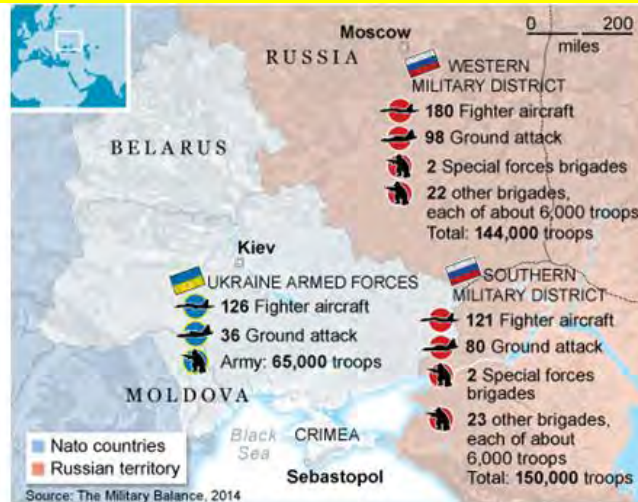 0 200
miles
Moscow
RUSSIA
WESTERN
MILITARY DISTRICT
180 Fighter aircraft
98 Ground attack
2 Special forces brigades
22 other brigades,
each of about 6,000 troops
Total: 144,000 troops
BELARUS
Kiev
UKRAINE ARMED FORCES
126 Fighter aircraft
36 Ground attack
Army: 65,000 troops
SOUTHERN
MILITARY DISTRICT
121 Fighter aircraft
80 Ground attack
2 Special forces
brigades
23 other brigades,
each of about
6,000 troops
Total: 150,000 troops
MOLDOVA
Black
Sea
CRIMEA
Sebastopol
Nato countries
Russian territory
Source: The Military Balance, 2014